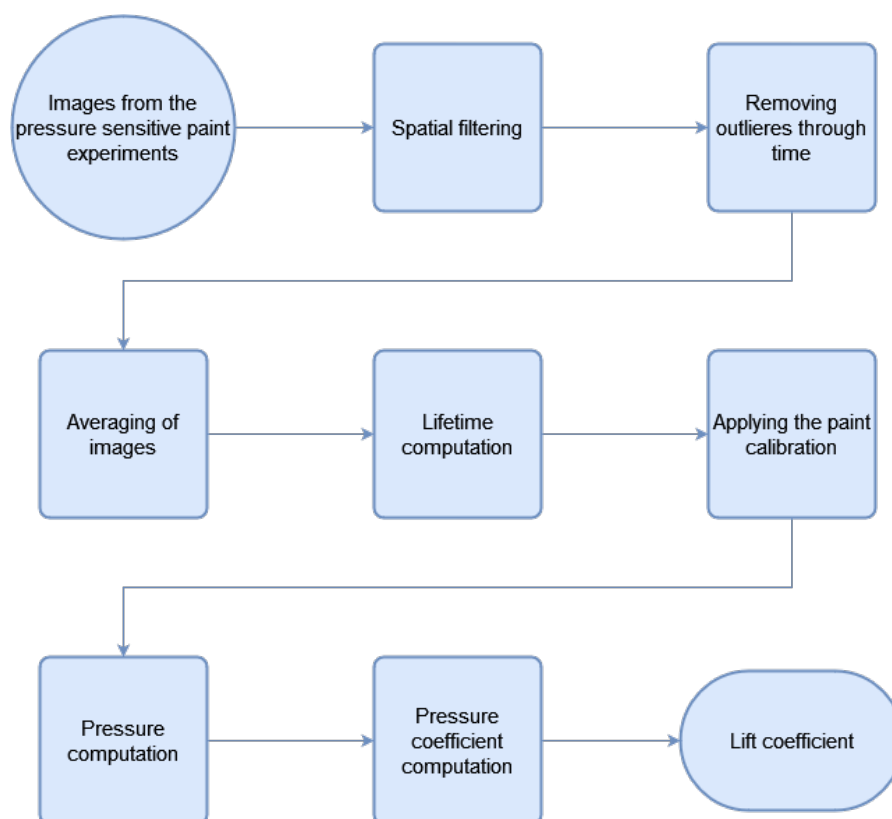 Images from the
pressure sensitive paint
experiments
Spatial filtering
Removing
outlieres through
time
Averaging of
images
Lifetime
computation
Applying the paint
calibration
Pressure
computation
Pressure
coefficient
computation
Lift coefficient